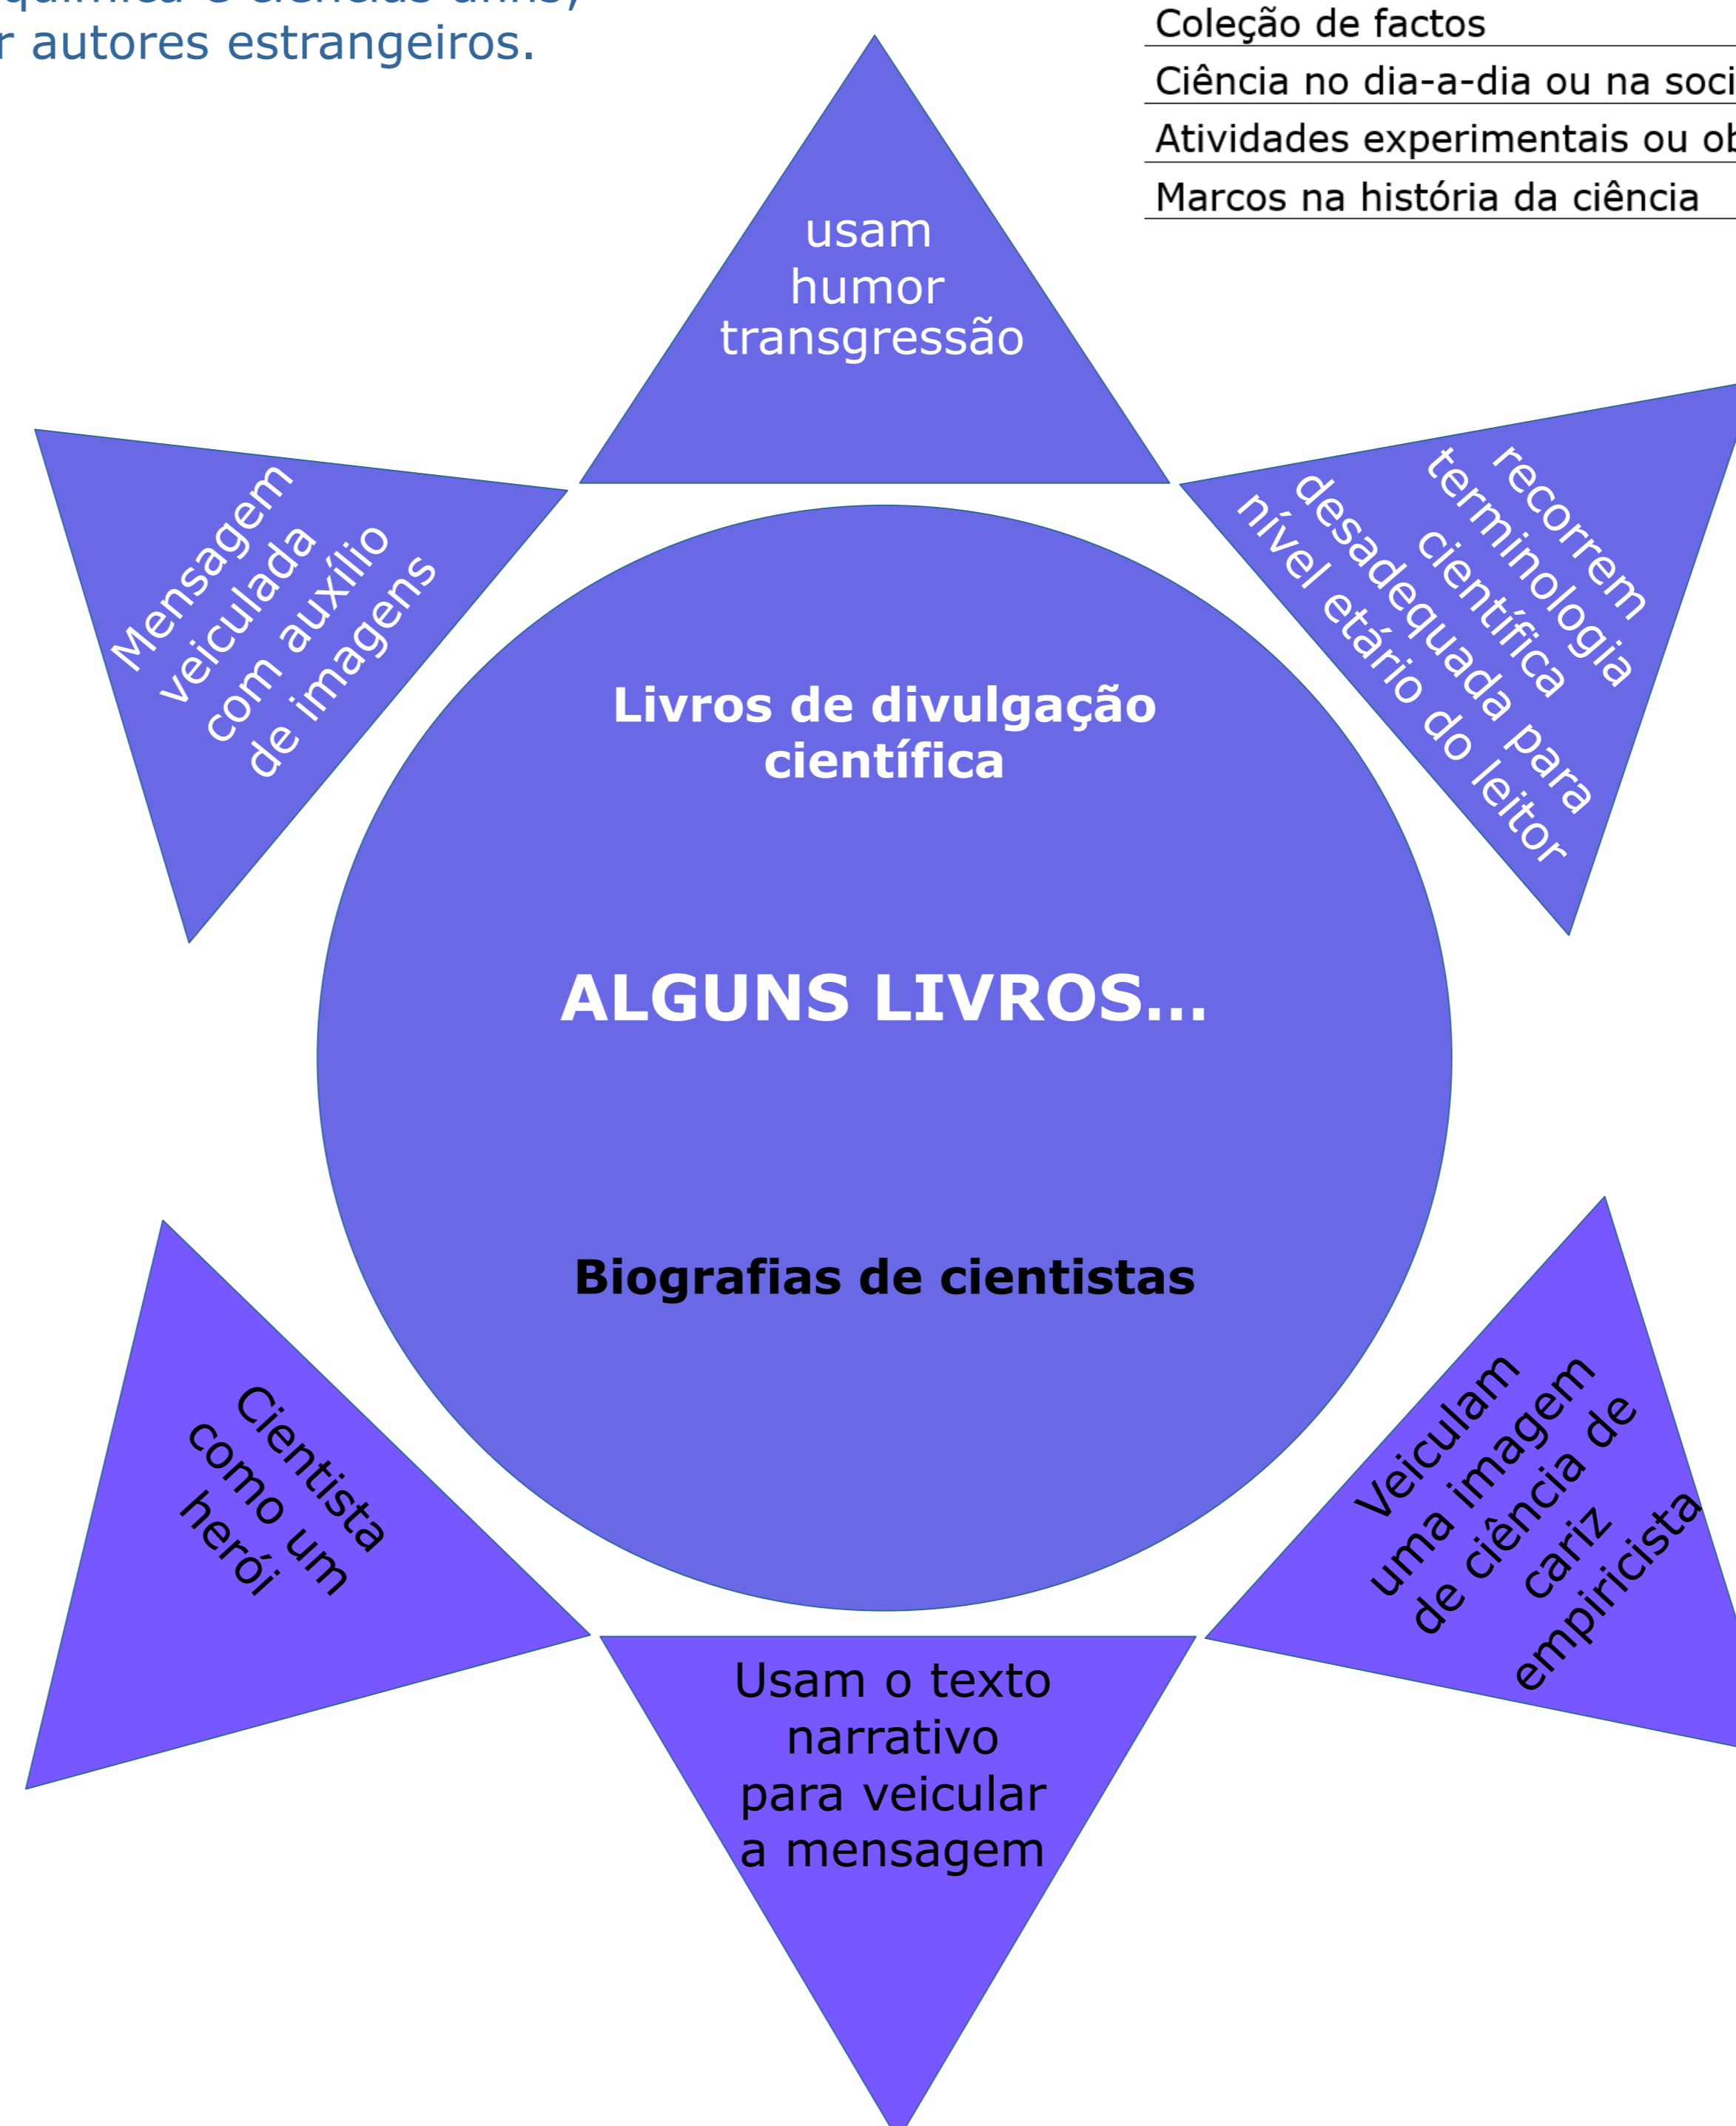 química e ciências afins,
r autores estrangeiros.
Coleção de factos
Ciência no dia-a-dia ou na soci
Atividades experimentais ou ob
Marcos na história da ciência
usam
humor
transgressão
Mensagem
veiculada
com auxílio
de imagens
recorrem
terminologia
científica
desadequada para
nível etário do leitor
Livros de divulgação
científica
ALGUNS LIVROS...
Biografias de cientistas
Cientista
como um
herói
Usam o texto
narrativo
para veicular
a mensagem
Veiculam
uma imagem
de ciência de
cariz
empiricista